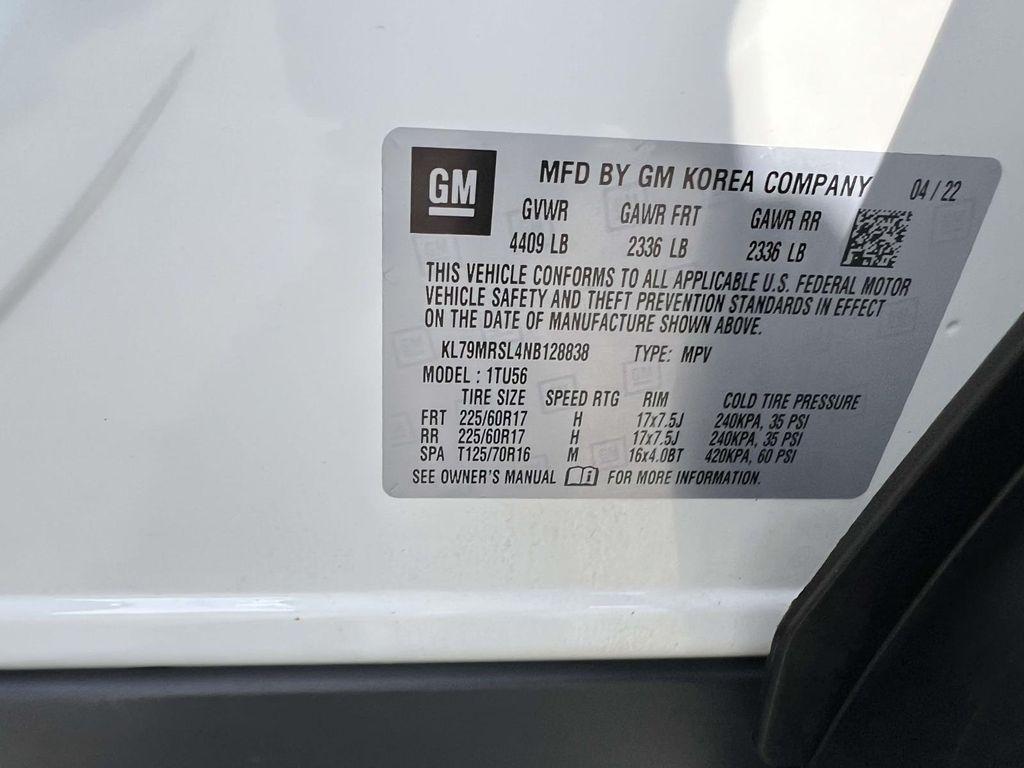 GM
MFD BY GM KOREA COMPANY 04 / 22
GVWR GAWR FRT GAWR RR
4409 LB 2336 LB 2336 LB
THIS VEHICLE CONFORMS TO ALL APPLICABLE U.S. FEDERAL MOTOR
VEHICLE SAFETY AND THEFT PREVENTION STANDARDS IN EFFECT
ON THE DATE OF MANUFACTURE SHOWN ABOVE.
KL79MRSL4NB128838 TYPE: MPV
MODEL : 1TU56
TIRE SIZE SPEED RTG RIM COLD TIRE PRESSURE
FRT 225/60R17 H 17x7.5J 240KPA, 35 PSI
RR 225/60R17 H 17x7.5J 240KPA, 35 PSI
SPA T125/70R16 M 16x4.0BT 420KPA, 60 PSI
SEE OWNER'S MANUAL FOR MORE INFORMATION.